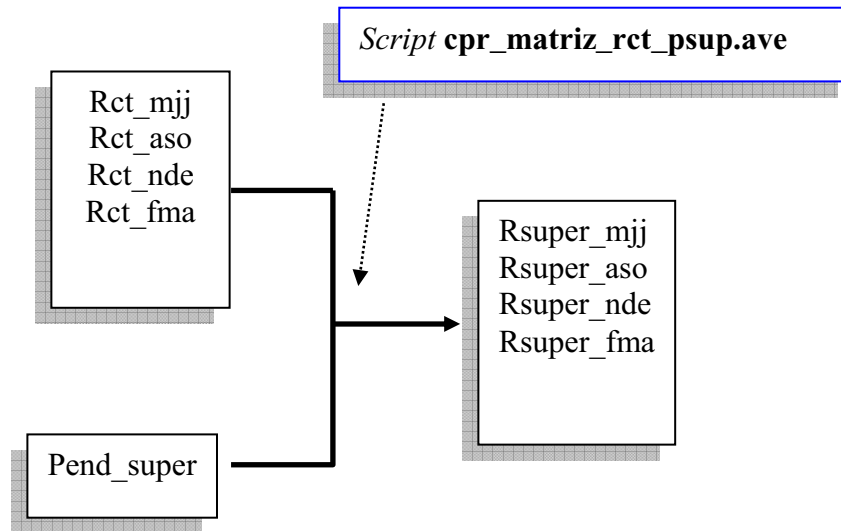 Script cpr_matriz_rct_psup.ave
Rct_mjj
Rct_aso
Rct_nde
Rct_fma
Rsuper_mjj
Rsuper_aso
Rsuper_nde
Rsuper_fma
Pend_super